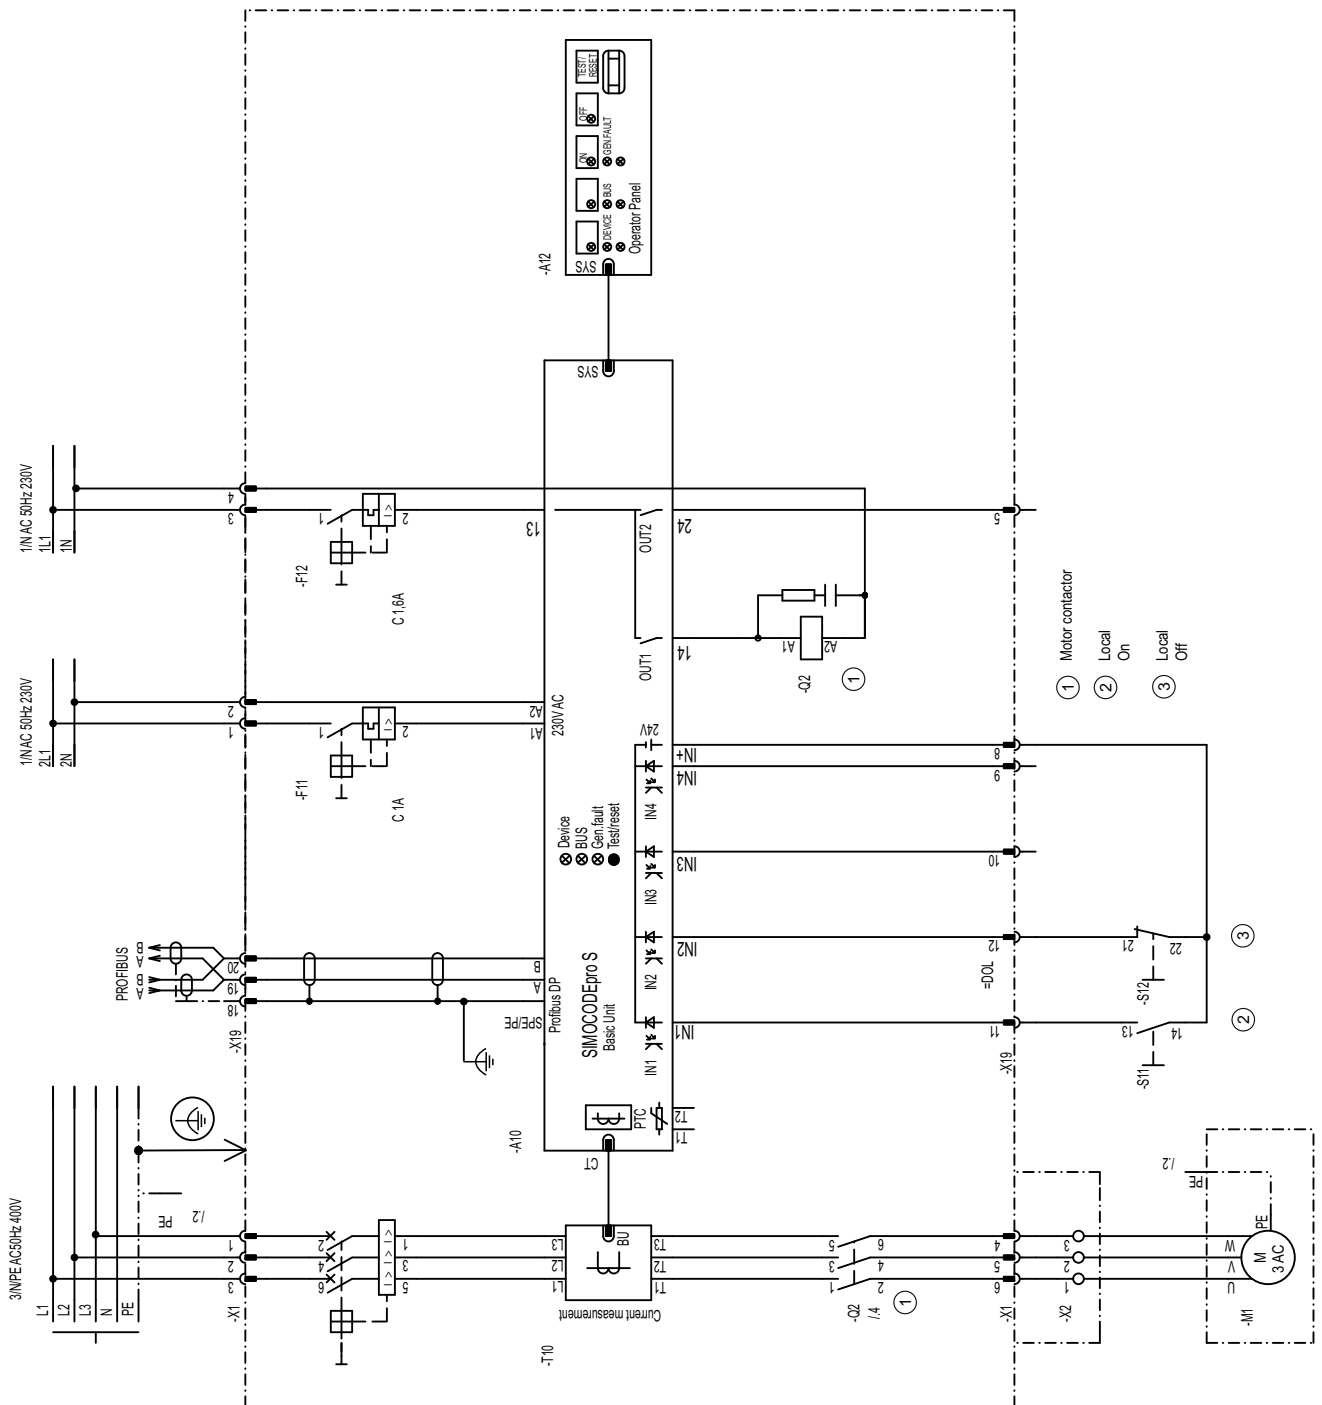 TEST/
RESET
OFF
ON
GEN.FAULT
BUS
DEVICE
Operator Panel
SYS
-A12
SYS
1/N AC 50Hz 230V
1L1
1N
4
3
1
2
-F12
C 1,6A
I >
13
OUT2
24
5
OUT1
14
A1
A2
-Q2
1
1
Motor contactor
2
Local
On
3
Local
Off
1/NAC 50Hz 230V
2L1
2N
2
1
1
2
-F11
C 1A
I >
A2
A1
230V AC
24V
IN+
8
IN4
IN4
9
Device
BUS
Gen.fault
Test/reset
IN3
IN3
10
PROFIBUS
B
A
B
A
20
19
18
-X19
B
A
SPE/PE
Profibus DP
SIMOCODEpro S
Basic Unit
IN2
IN2
12
=DOL
21
22
-S12
3
IN1
IN1
11
-X19
13
14
-S11
2
PTC
T2
T1
-A10
CT
3/N/PE AC50Hz 400V
L1
L2
L3
N
PE
PE
/.2
1
2
3
-X1
2
4
6
I >
I >
I >
1
3
5
L3
L2
L1
BU
T3
T2
T1
Current measurement
-T10
5
3
1
6
4
2
-Q2
/.4
1
4
5
6
-X1
3
2
1
-X2
PE
/.2
PE
W
V
U
M
3 AC
-M1